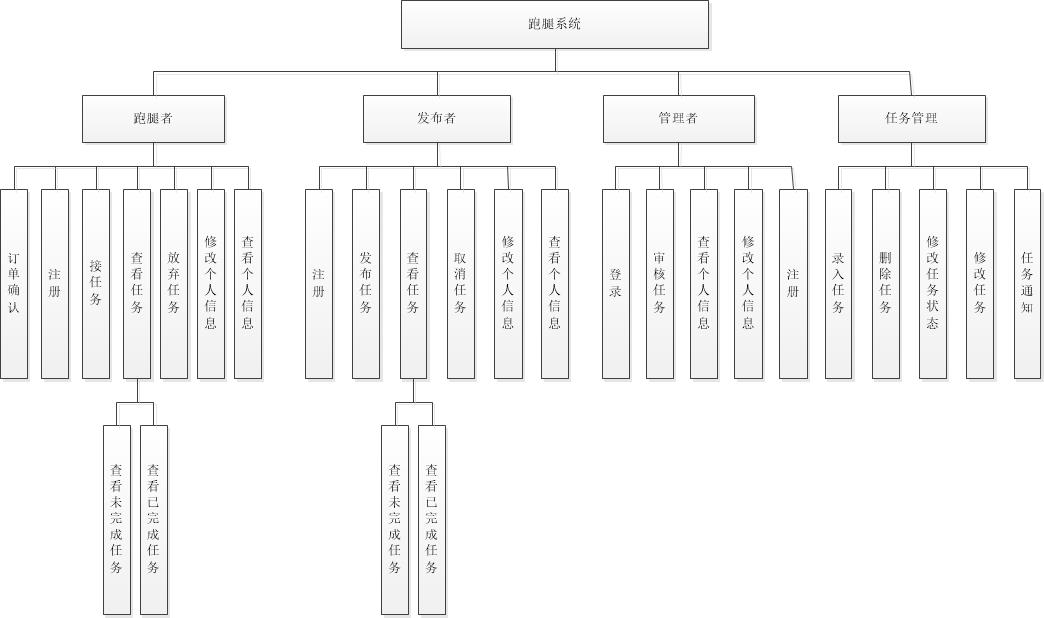 跑腿系统
跑腿者
发布者
管理者
任务管理
订单确认
注册
接任务
查看任务
放弃任务
修改个人信息
查看个人信息
注册
发布任务
查看任务
取消任务
修改个人信息
查看个人信息
登录
审核任务
查看个人信息
修改个人信息
注册
录入任务
删除任务
修改任务状态
修改任务
任务通知
查看未完成任务
查看已完成任务
查看未完成任务
查看已完成任务